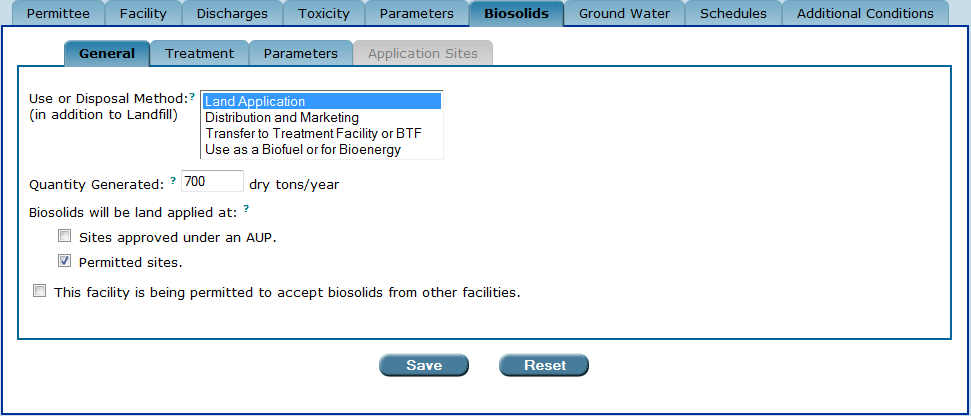 Permittee Facility Discharges Toxicity Parameters Biosolids Ground Water Schedules Additional Conditions
General Treatment Parameters Application Sites
Use or Disposal Method:? Land Application
(in addition to Landfill) Distribution and Marketing
Transfer to Treatment Facility or BTF
Use as a Biofuel or for Bioenergy
Quantity Generated: ? 700 dry tons/year
Biosolids will be land applied at: ?
Sites approved under an AUP.
Permitted sites.
This facility is being permitted to accept biosolids from other facilities.
Save Reset